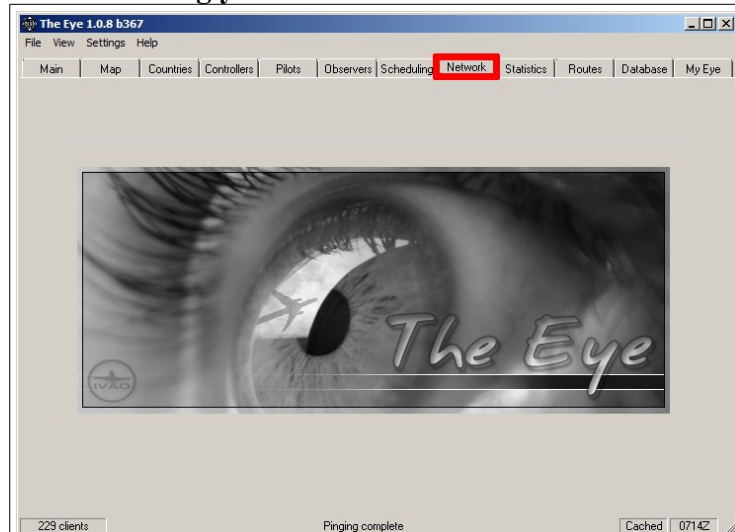 The Eye 1.0.8 b367
File View Settings Help
Main Map Countries Controllers Pilots Observers Scheduling Network Statistics Routes Database My Eye
The Eye
IVAO
229 clients Pinging complete Cached 0714Z